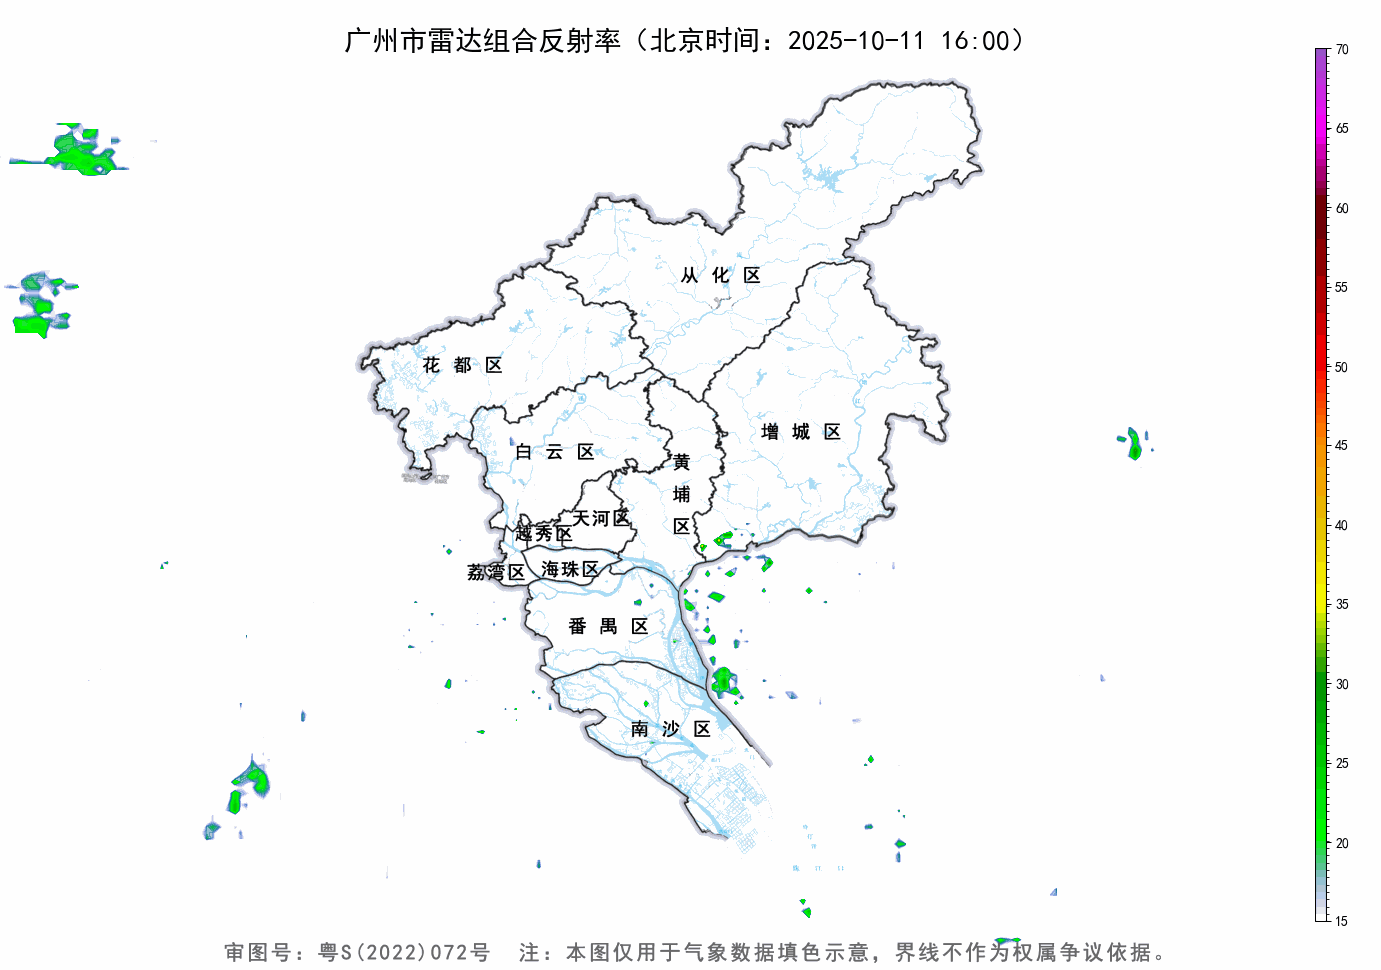 广州市雷达组合反射率（北京时间：2025-10-11 16:00）
70
65
60
55
50
45
40
35
30
25
20
15
从化区
花都区
增城区
白云区
黄埔区
天河区
越秀区
荔湾区
海珠区
番禺区
南沙区
审图号：粤S(2022)072号 注：本图仅用于气象数据填色示意，界线不作为权属争议依据。